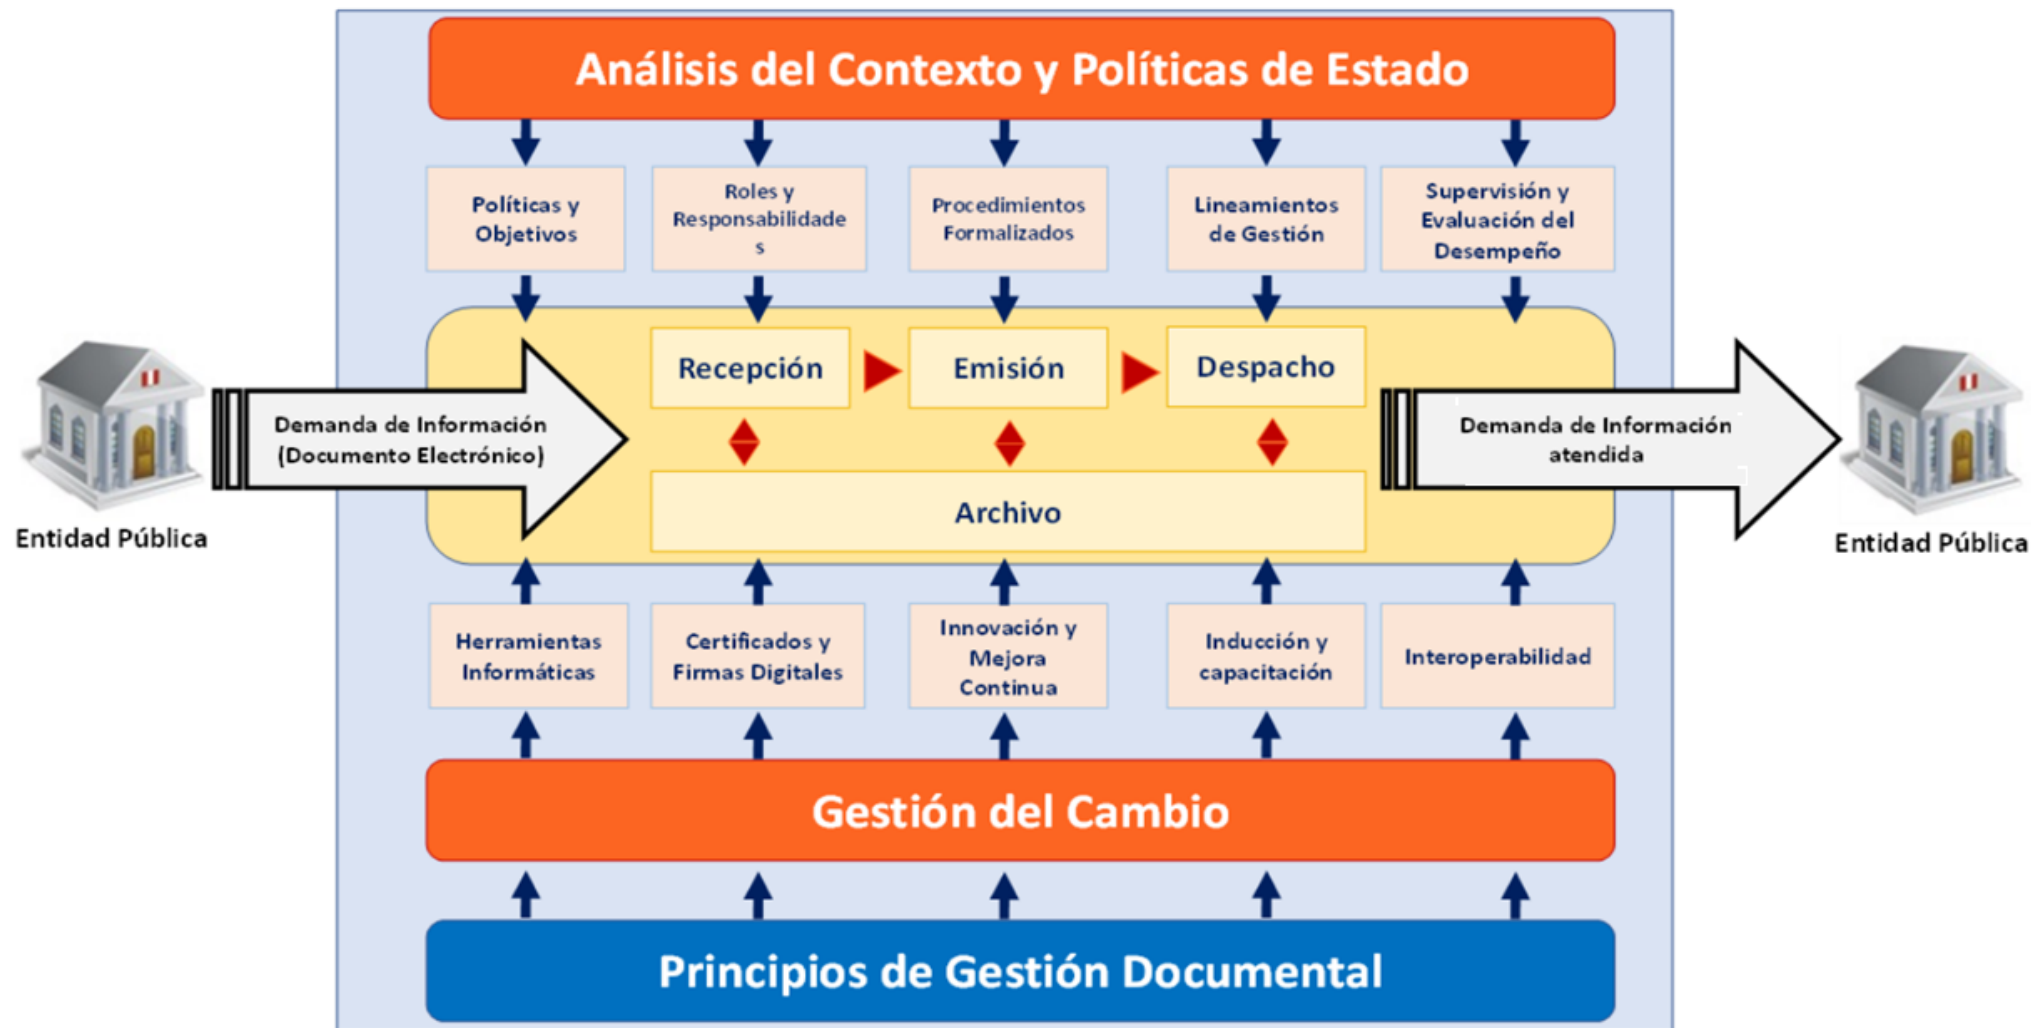 Análisis del Contexto y Políticas de Estado
Políticas y
Objetivos
Roles y
Responsabilidade
s
Procedimientos
Formalizados
Lineamientos
de Gestión
Supervisión y
Evaluación del
Desempeño
Recepción
Emisión
Despacho
Demanda de Información
(Documento Electrónico)
Demanda de Información
atendida
Archivo
Entidad Pública
Entidad Pública
Herramientas
Informáticas
Certificados y
Firmas Digitales
Innovación y
Mejora
Continua
Inducción y
capacitación
Interoperabilidad
Gestión del Cambio
Principios de Gestión Documental